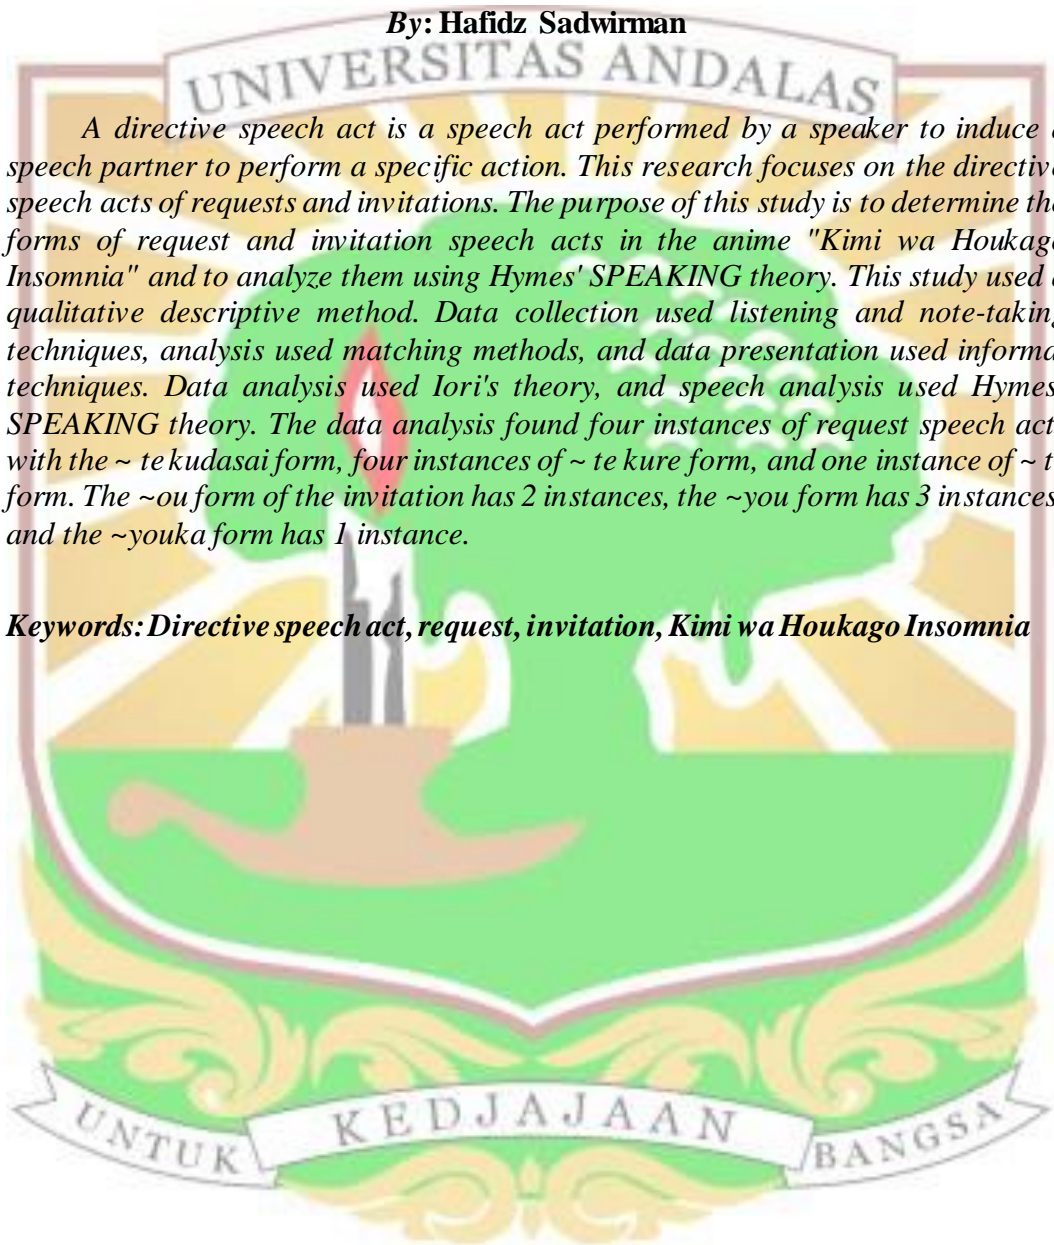 By: Hafidz Sadwirman
UNIVERSITAS ANDALAS
A directive speech act is a speech act performed by a speaker to induce
speech partner to perform a specific action. This research focuses on the directive
speech acts of requests and invitations. The purpose of this study is to determine the
forms of request and invitation speech acts in the anime "Kimi wa Houkago
Insomnia" and to analyze them using Hymes' SPEAKING theory. This study used
qualitative descriptive method. Data collection used listening and note-taking
techniques, analysis used matching methods, and data presentation used informa
techniques. Data analysis used Iori's theory, and speech analysis used Hymes'
SPEAKING theory. The data analysis found four instances of request speech act
with the ~ te kudasai form, four instances of ~ te kure form, and one instance of ~ t
form. The ~ou form of the invitation has 2 instances, the ~you form has 3 instances
and the ~youka form has 1 instance.
Keywords: Directive speech act, request, invitation, Kimi wa Houkago Insomnia
UNTUK KEDJAJAAN BANGSA